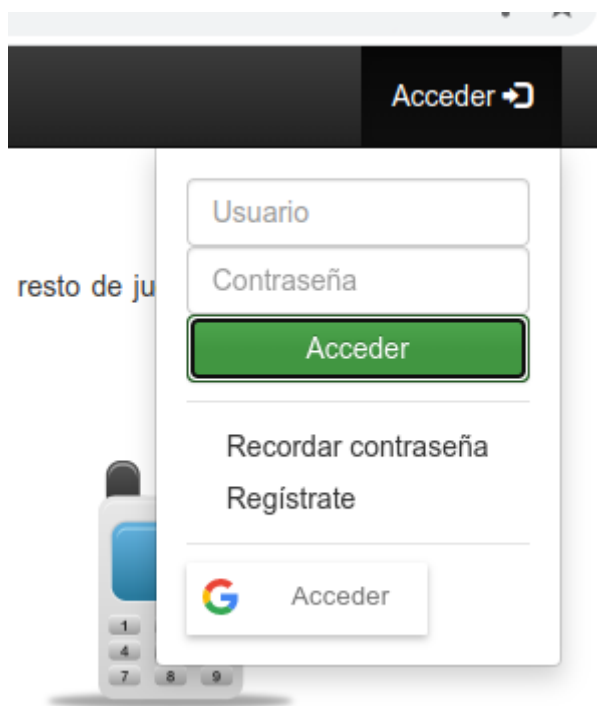 Acceder
Usuario
resto de ju
Contraseña
Acceder
Recordar contraseña
Regístrate
Acceder
1
4
7 8 9